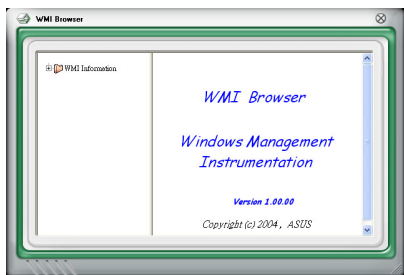 WMI Browser
WMI Information
WMI Browser
Windows Management
Instrumentation
Version 1.00.00
Copyright (c) 2004, ASUS